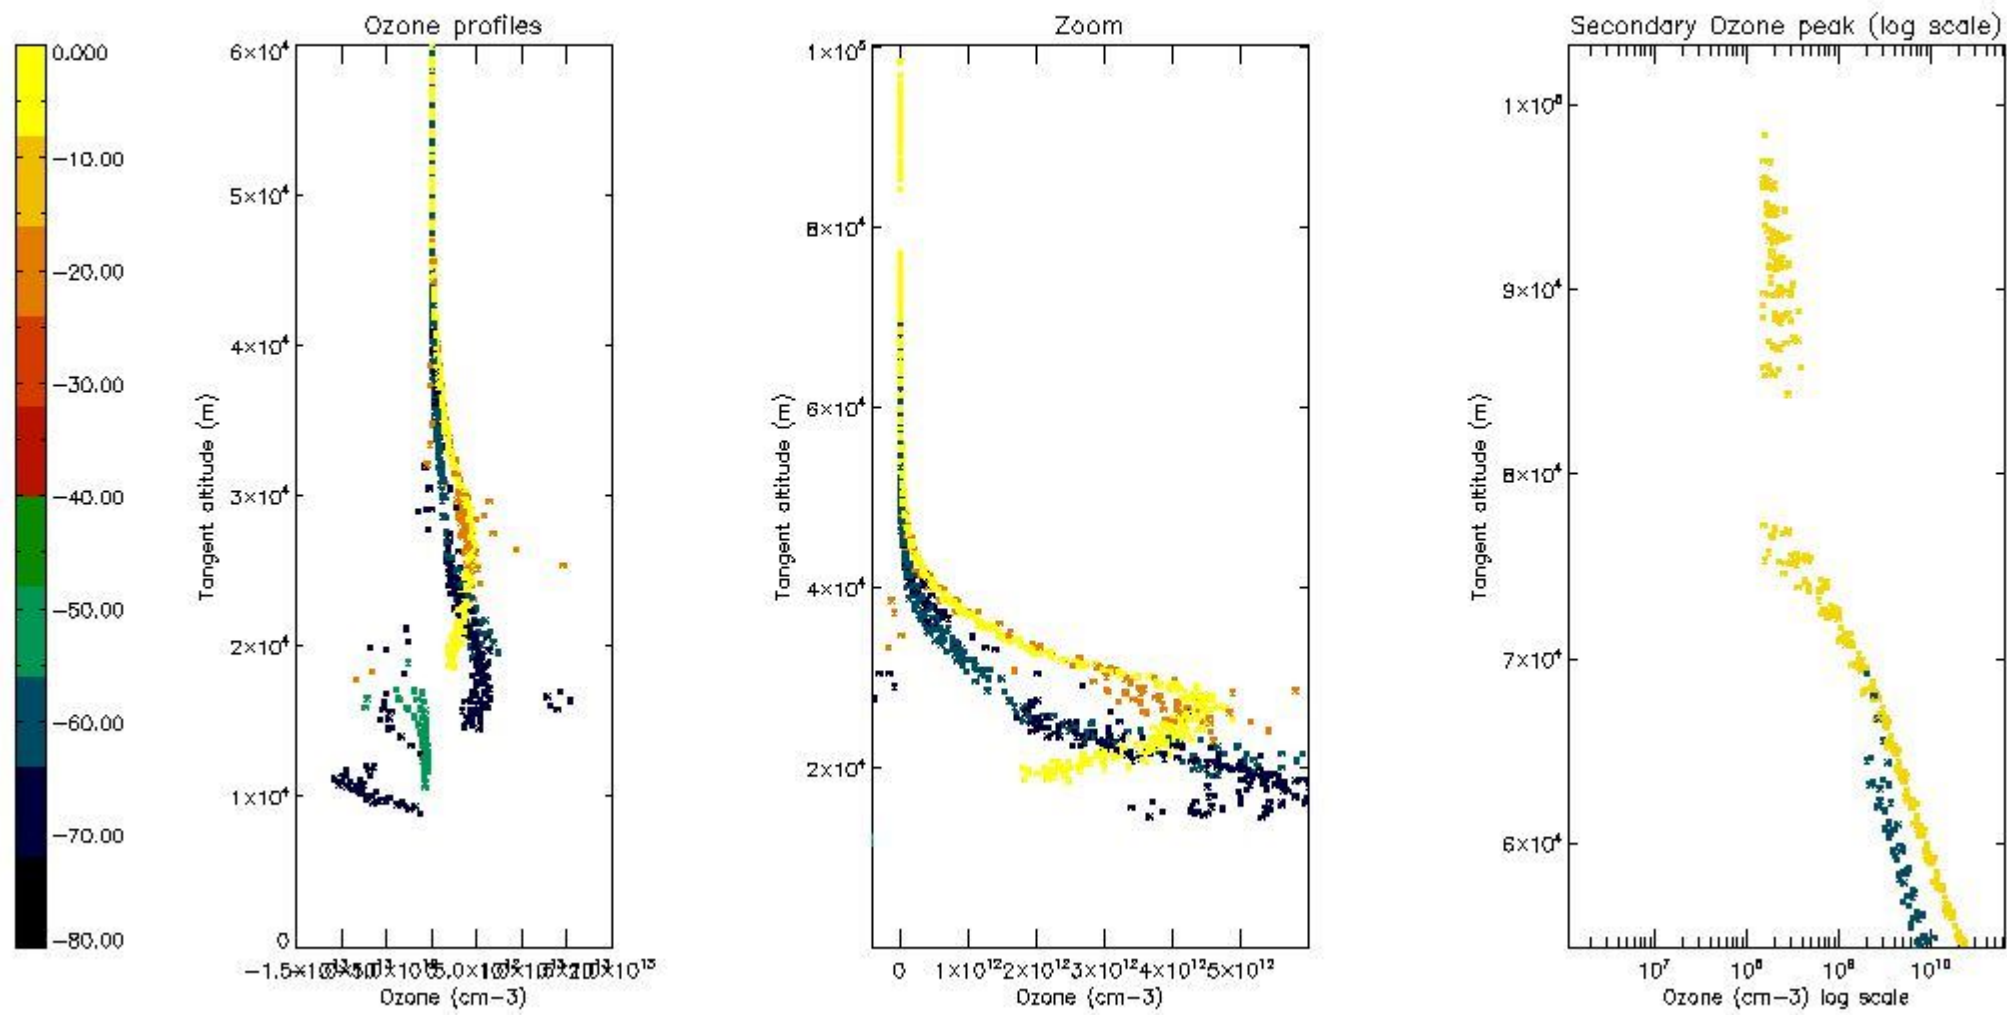 Ozone profiles
Zoom
Secondary Ozone peak (log scale)
0.000
-10.00
-20.00
-30.00
-40.00
-50.00
-60.00
-70.00
-80.00
6×10⁴
5×10⁴
4×10⁴
3×10⁴
2×10⁴
1×10⁴
0
Tangent altitude (m)
Ozone (cm-3)
1×10⁵
8×10⁴
6×10⁴
4×10⁴
2×10⁴
Tangent altitude (m)
0 1×10¹² 2×10¹² 3×10¹² 4×10¹² 5×10¹²
Ozone (cm-3)
9×10⁴
8×10⁴
7×10⁴
6×10⁴
Tangent altitude (m)
10⁷ 10⁸ 10⁹ 10¹⁰
Ozone (cm-3) log scale